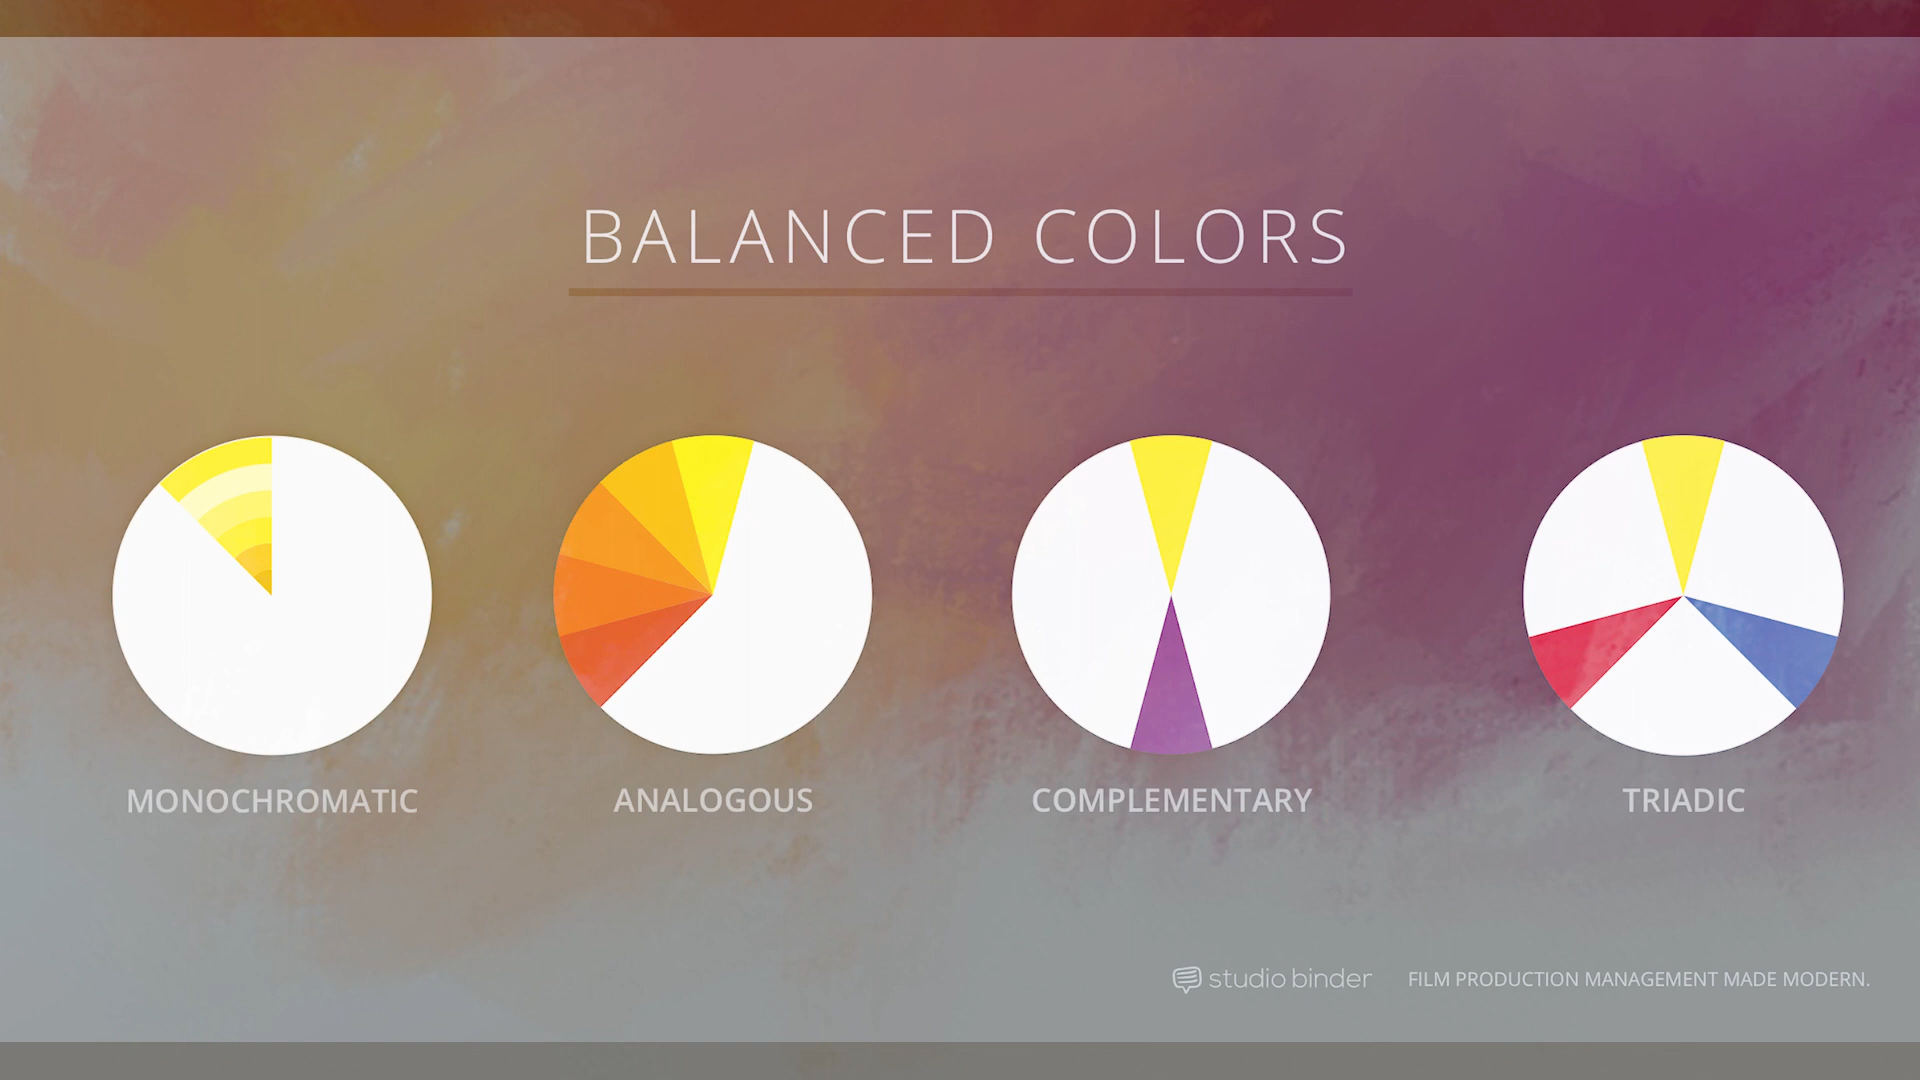 BALANCED COLORS
MONOCHROMATIC
ANALOGOUS
COMPLEMENTARY
TRIADIC
studio binder
FILM PRODUCTION MANAGEMENT MADE MODERN.